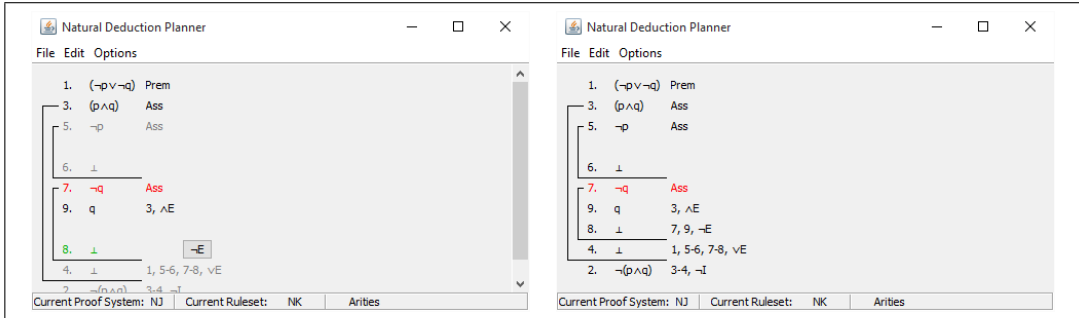 Natural Deduction Planner
File Edit Options
1. (¬p∨¬q) Prem
3. (p∧q) Ass
5. ¬p Ass
6. ⊥
7. ¬q Ass
9. q 3, ∧E
8. ⊥ ¬E
4. ⊥ 1, 5-6, 7-8, ∨E
2. ¬(p∧q) 3-4, ¬I
Current Proof System: NJ Current Ruleset: NK Arities
Natural Deduction Planner
File Edit Options
1. (¬p∨¬q) Prem
3. (p∧q) Ass
5. ¬p Ass
6. ⊥
7. ¬q Ass
9. q 3, ∧E
8. ⊥ 7, 9, ¬E
4. ⊥ 1, 5-6, 7-8, ∨E
2. ¬(p∧q) 3-4, ¬I
Current Proof System: NJ Current Ruleset: NK Arities